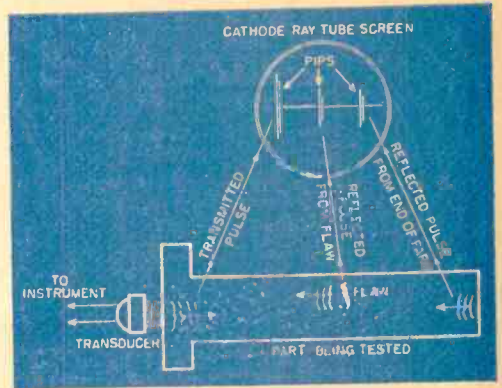 CATHODE RAY TUBE SCREEN
PIPS
TRANSMITTED
PULSE
REFLECTED
PULSE
FROM FLAW
REFLECTED PULSE
FROM END OF
TO
INSTRUMENT
TRANSDUCER
FLAW
PART BEING TESTED